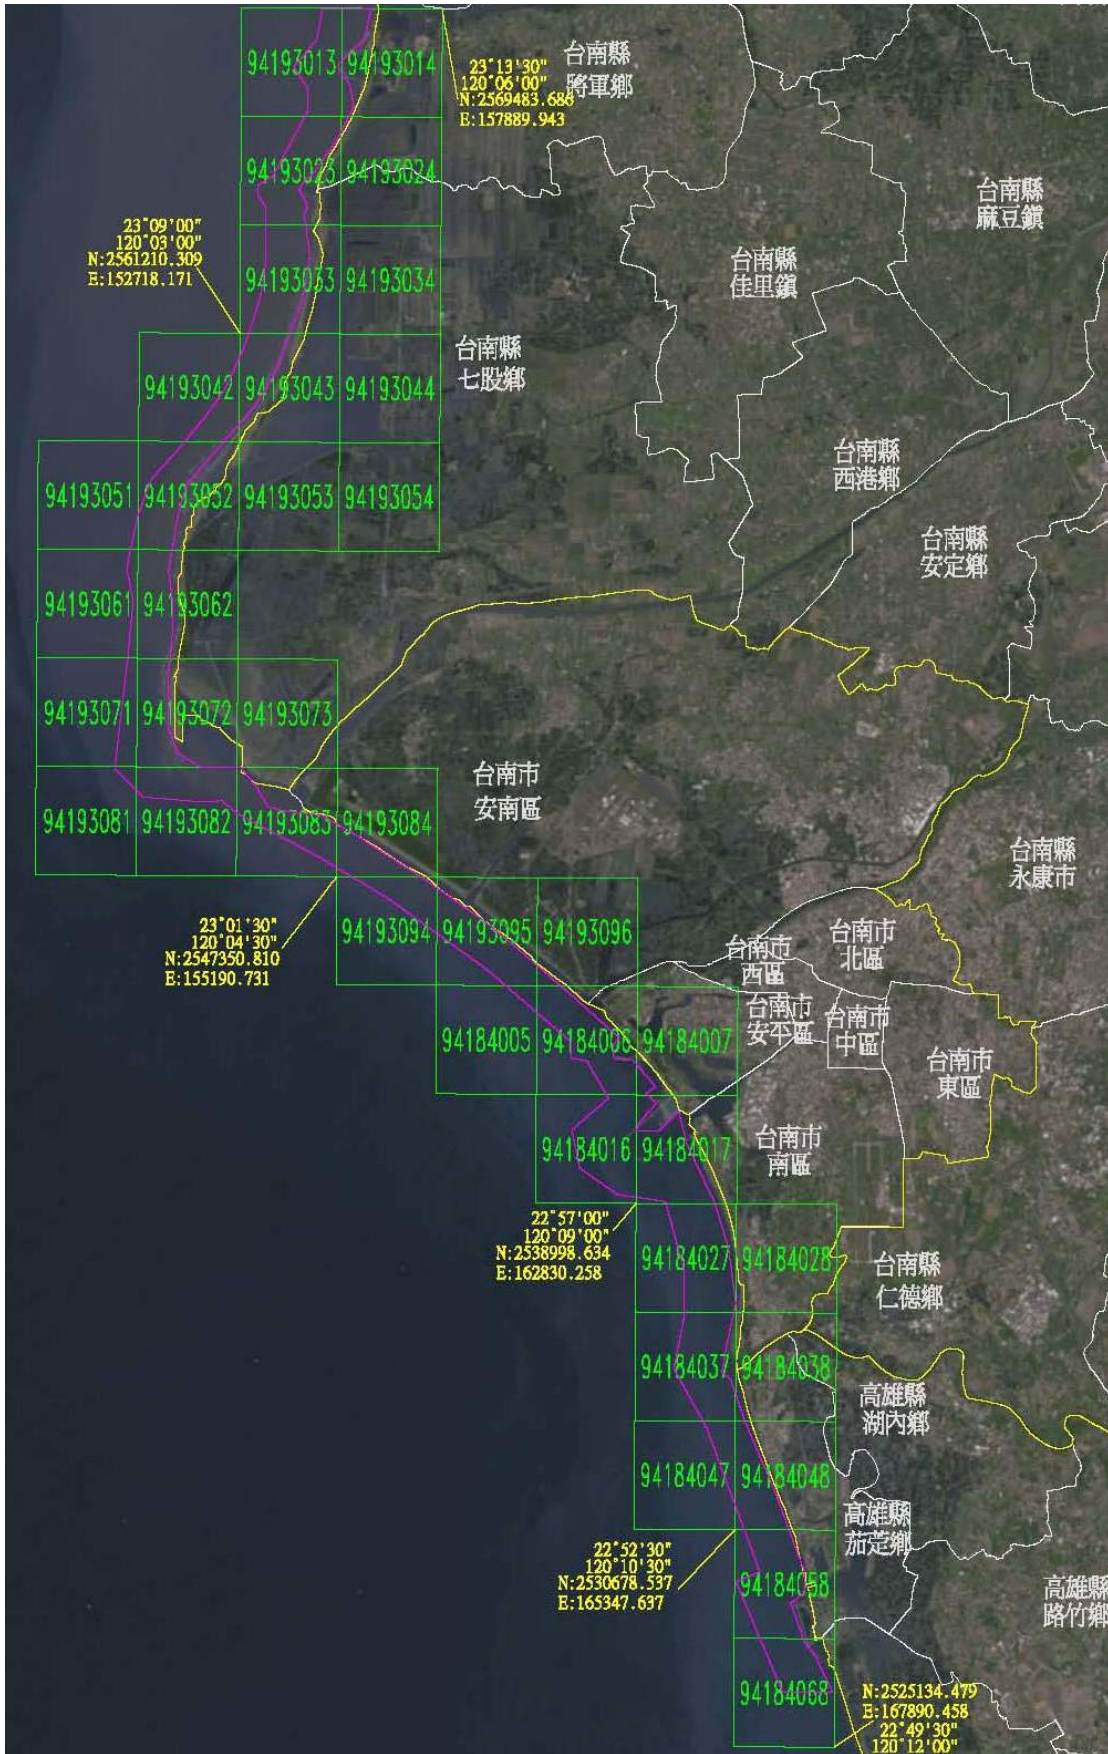 94193013
94193014
台南縣
將軍鄉
23°13'30"
120°06'00"
N:2569483.686
E:157889.943
94193023
94193024
台南縣
麻豆鎮
23°09'00"
120°03'00"
N:2561210.309
E:152718.171
94193033
94193034
台南縣
佳里鎮
94193042
94193043
94193044
台南縣
七股鄉
台南縣
西港鄉
94193051
94193052
94193053
94193054
台南縣
安定鄉
94193061
94193062
94193071
94193072
94193073
台南市
安南區
94193081
94193082
94193083
94193084
台南縣
永康市
23°01'30"
120°04'30"
N:2547350.810
E:155190.731
94193094
94193095
94193096
台南市
西區
台南市
北區
台南市
安平區
台南市
中區
台南市
東區
94184005
94184006
94184007
94184016
94184017
台南市
南區
22°57'00"
120°09'00"
N:2538998.634
E:162830.258
94184027
94184028
台南縣
仁德鄉
94184037
94184038
高雄縣
湖內鄉
94184047
94184048
高雄縣
茄萣鄉
22°52'30"
120°10'30"
N:2530678.537
E:165347.637
94184058
高雄縣
路竹鄉
94184068
N:2525134.479
E:167890.458
22°49'30"
120°12'00"